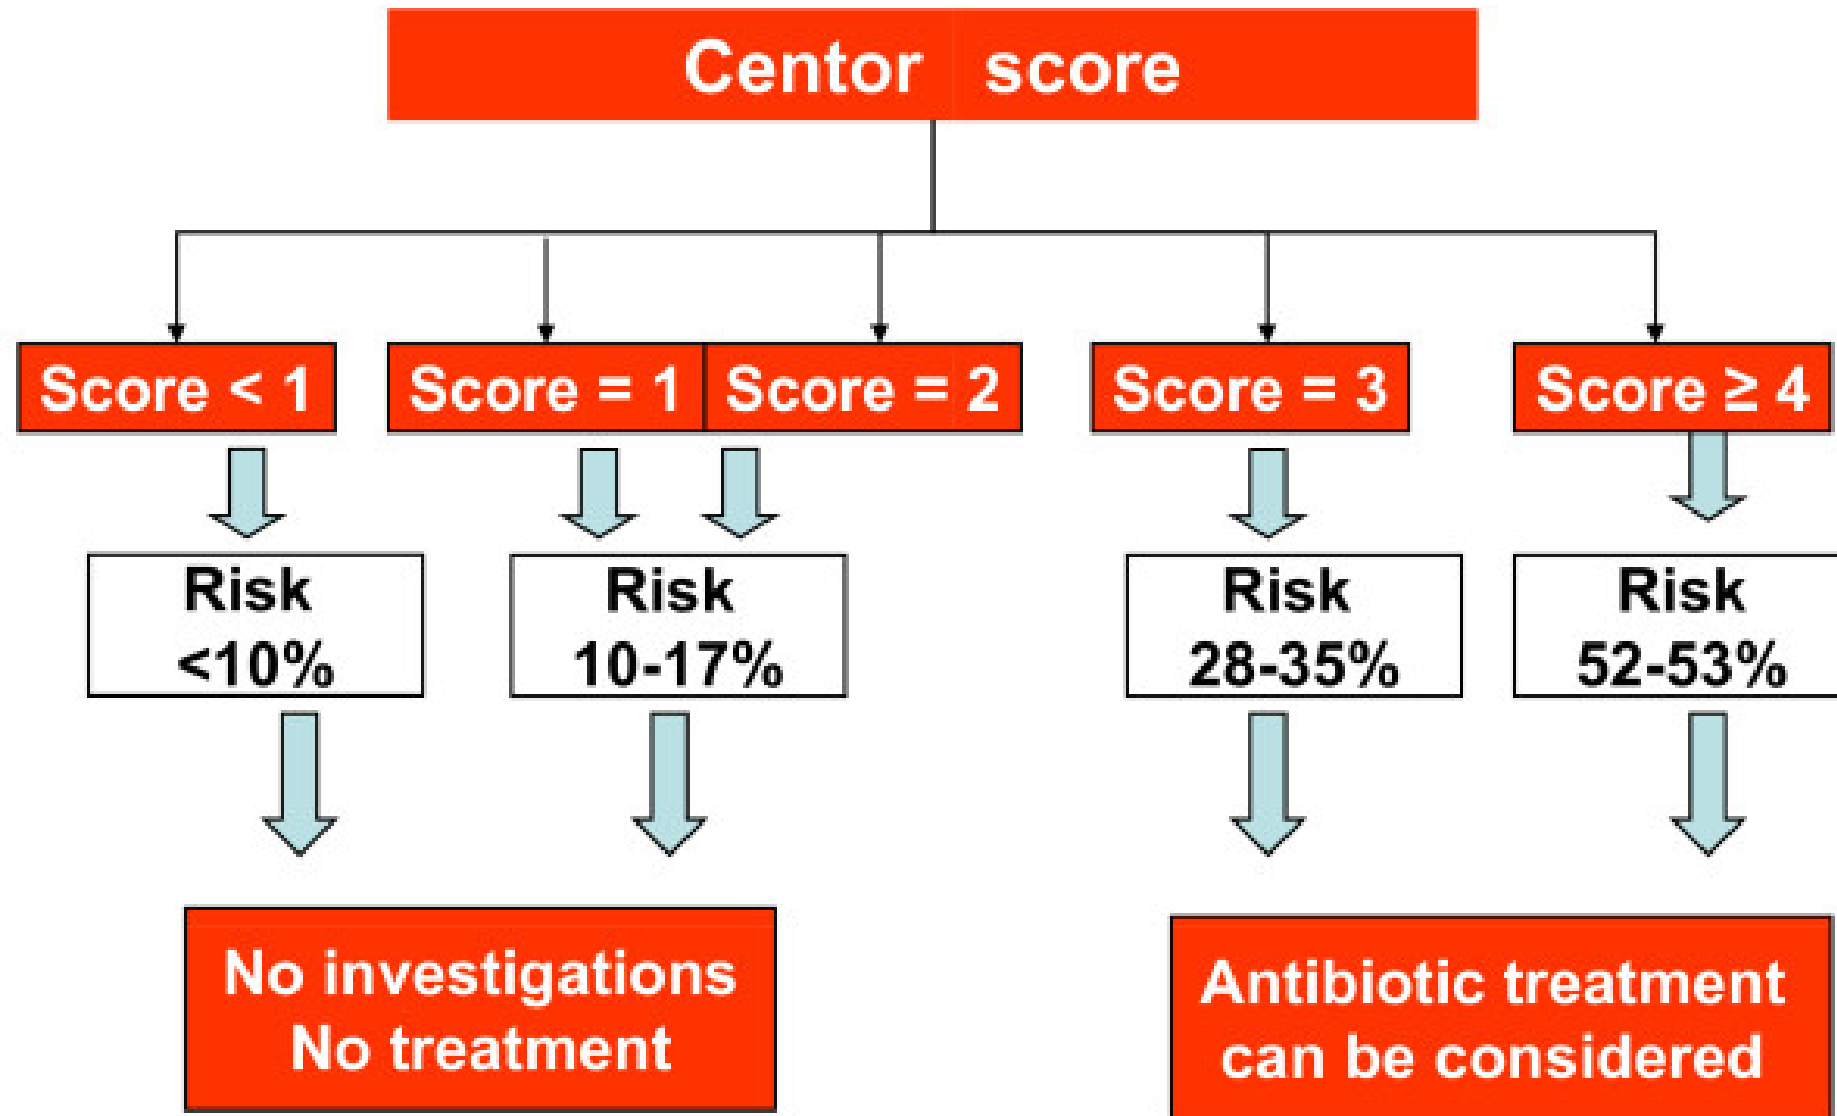 Centor score
Score < 1
Score = 1
Score = 2
Score = 3
Score ≥ 4
Risk
<10%
Risk
10-17%
Risk
28-35%
Risk
52-53%
No investigations
No treatment
Antibiotic treatment
can be considered